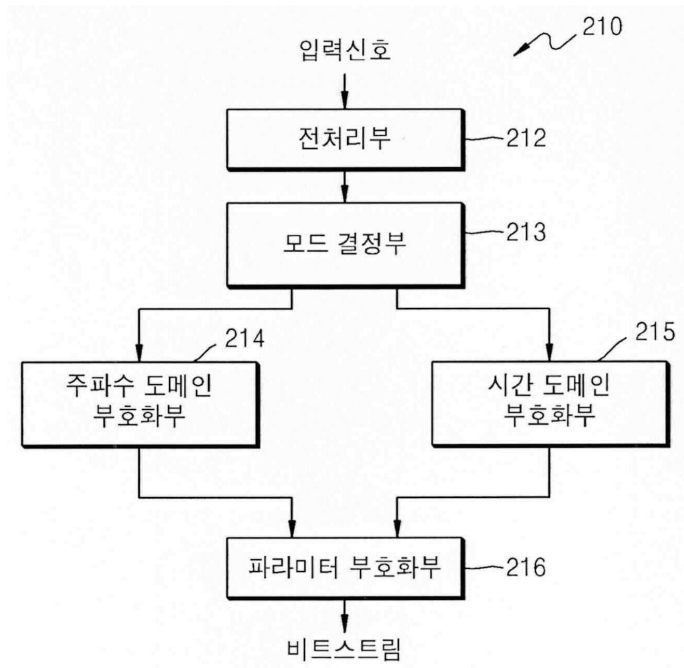 210
입력신호
전처리부
212
모드 결정부
213
214
주파수 도메인
부호화부
215
시간 도메인
부호화부
파라미터 부호화부
216
비트스트림